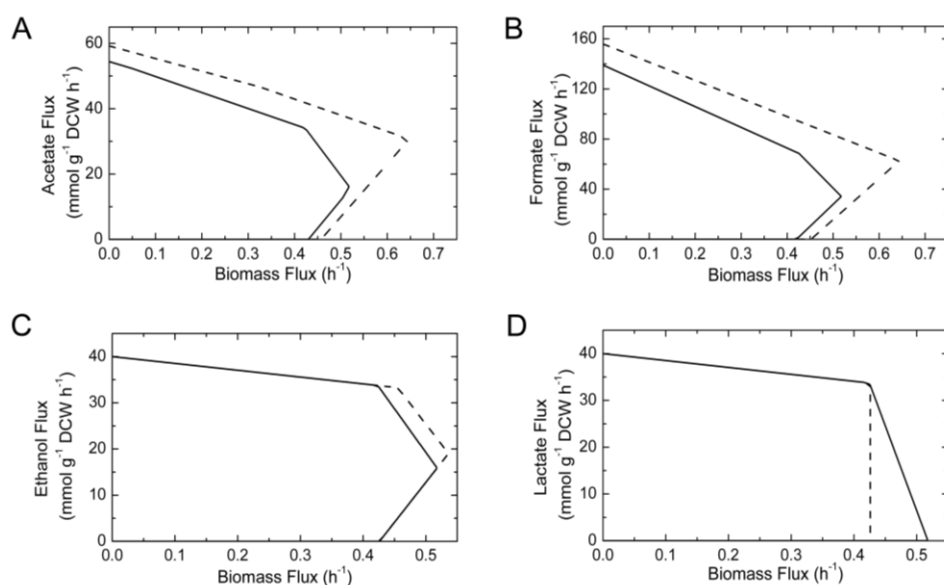 A
Acetate Flux
(mmol g⁻¹ DCW h⁻¹)
60
40
20
0
0.0 0.1 0.2 0.3 0.4 0.5 0.6 0.7
Biomass Flux (h⁻¹)
B
Formate Flux
(mmol g⁻¹ DCW h⁻¹)
160
120
80
40
0
0.0 0.1 0.2 0.3 0.4 0.5 0.6 0.7
Biomass Flux (h⁻¹)
C
Ethanol Flux
(mmol g⁻¹ DCW h⁻¹)
40
30
20
10
0
0.0 0.1 0.2 0.3 0.4 0.5
Biomass Flux (h⁻¹)
D
Lactate Flux
(mmol g⁻¹ DCW h⁻¹)
40
30
20
10
0
0.0 0.1 0.2 0.3 0.4 0.5
Biomass Flux (h⁻¹)